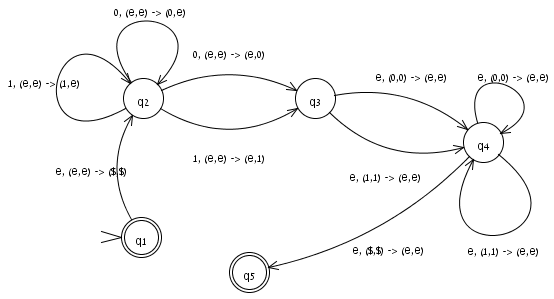 0, (e,e) -> (0,e)
0, (e,e) -> (e,0)
1, (e,e) -> (1,e)
e, (0,0) -> (e,e)
e, (0,0) -> (e,e)
q2
q3
q4
1, (e,e) -> (e,1)
e, (e,e) -> ($,$)
e, (1,1) -> (e,e)
q1
e, ($,$) -> (e,e)
e, (1,1) -> (e,e)
q5